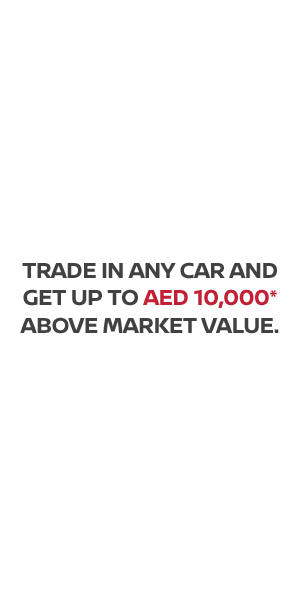 TRADE IN ANY CAR AND
GET UP TO AED 10,000*
ABOVE MARKET VALUE.